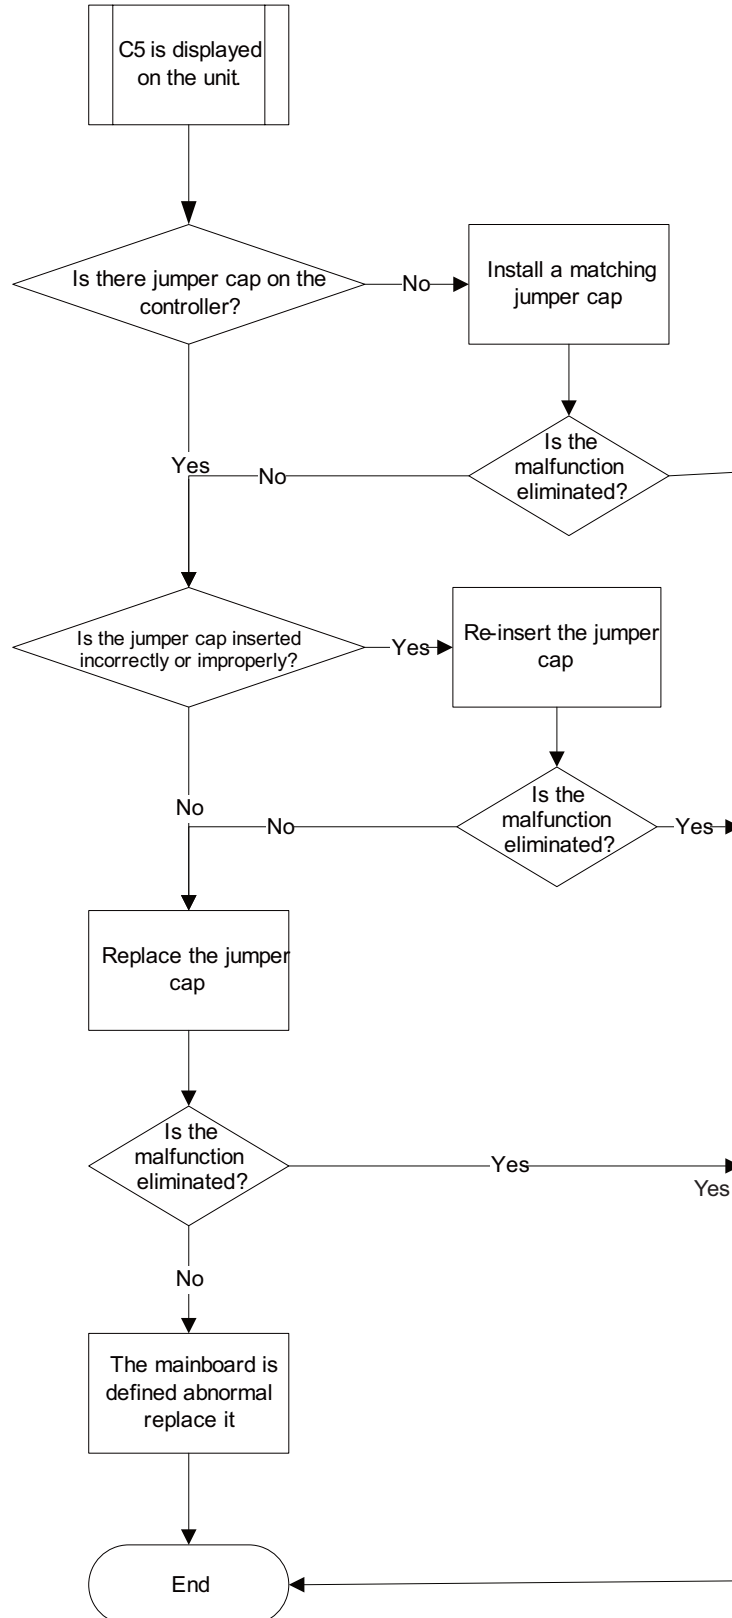 C5 is displayed
on the unit.
Is there jumper cap on the
controller?
No
Install a matching
jumper cap
Yes
No
Is the
malfunction
eliminated?
Is the jumper cap inserted
incorrectly or improperly?
Yes
Re-insert the jumper
cap
No
No
Is the
malfunction
eliminated?
Yes
Replace the jumper
cap
Is the
malfunction
eliminated?
Yes
Yes
No
The mainboard is
defined abnormal
replace it
End